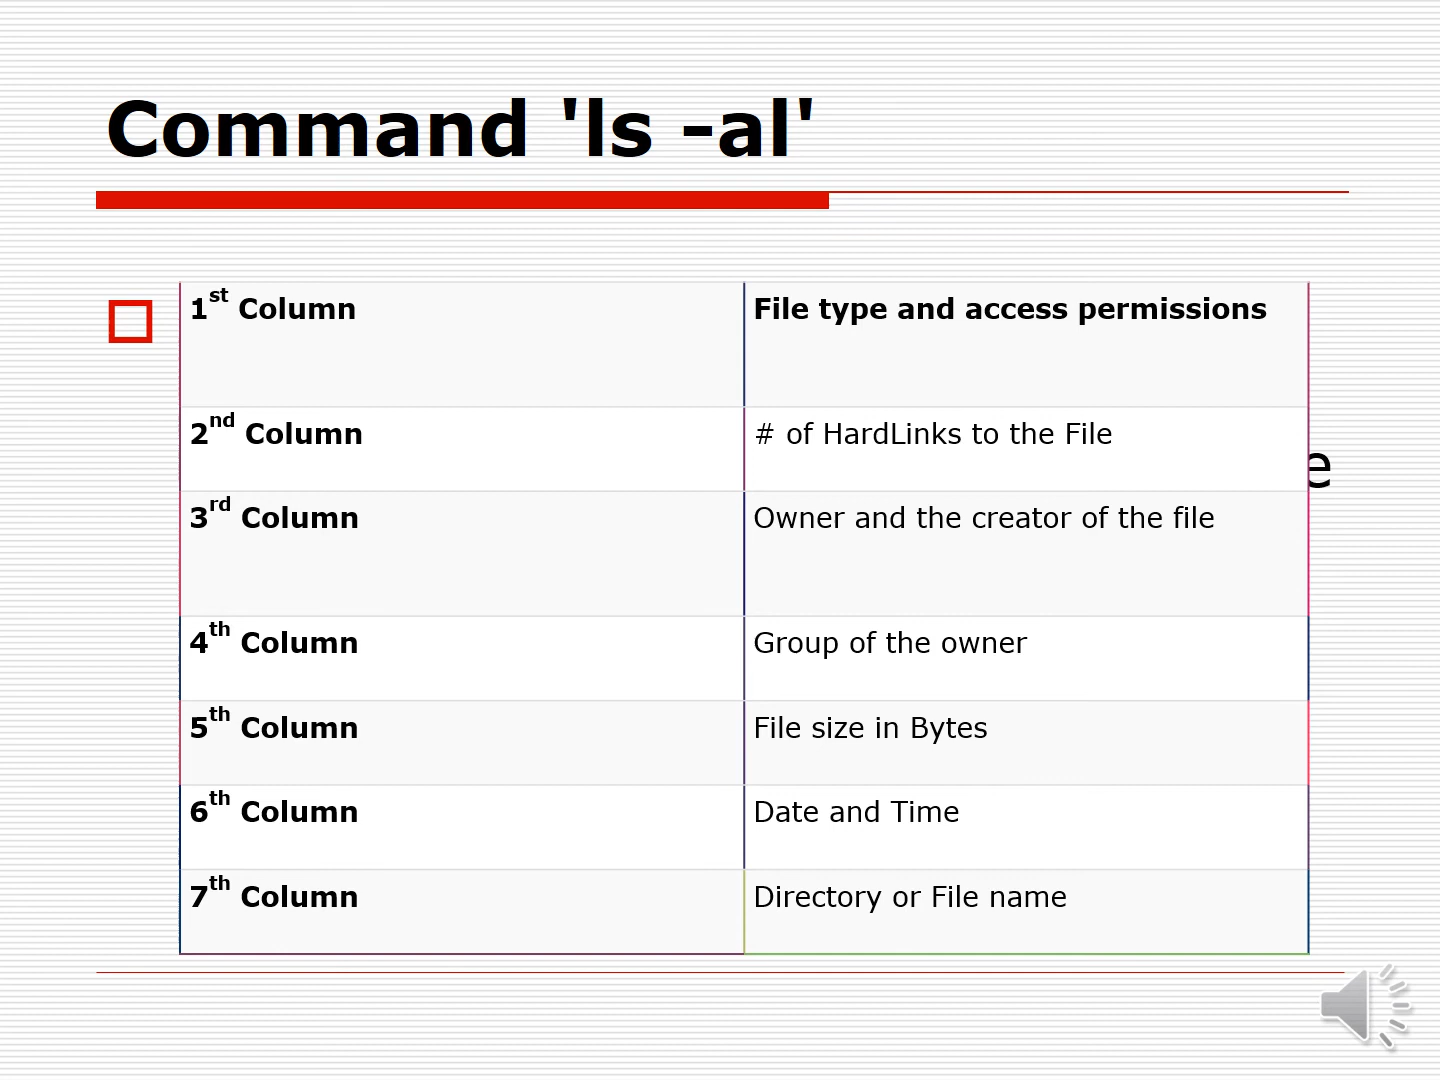 Command 'ls -al'
1st Column File type and access permissions
2nd Column # of HardLinks to the File
3rd Column Owner and the creator of the file
4th Column Group of the owner
5th Column File size in Bytes
6th Column Date and Time
7th Column Directory or File name